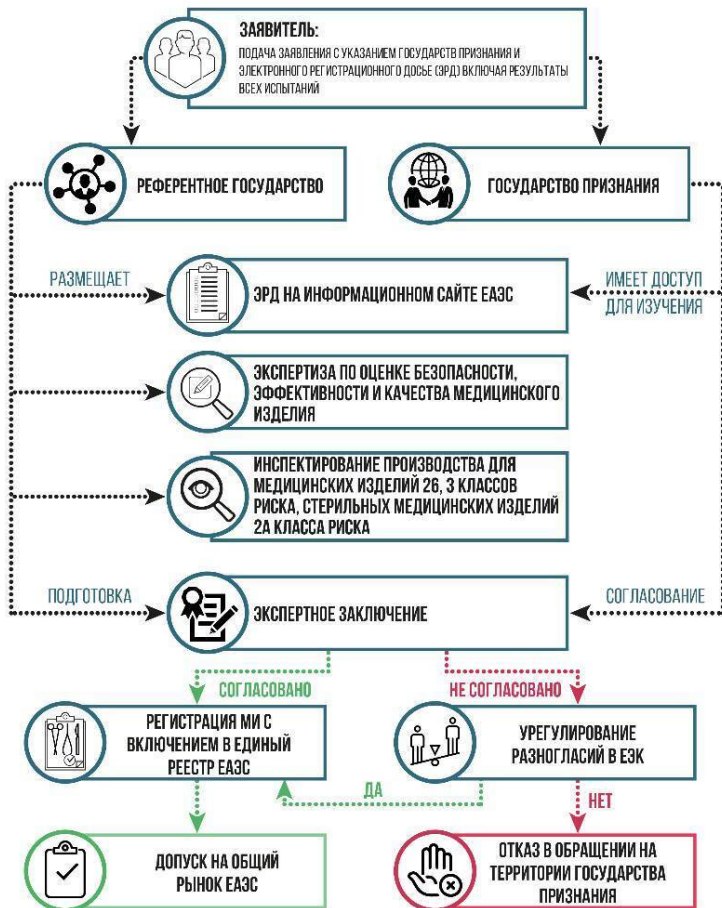 ЗАЯВИТЕЛЬ:
ПОДАЧА ЗАЯВЛЕНИЯ С УКАЗАНИЕМ ГОСУДАРСТВ ПРИЗНАНИЯ И
ЭЛЕКТРОННОГО РЕГИСТРАЦИОННОГО ДОСЬЕ (ЭРД) ВКЛЮЧАЯ РЕЗУЛЬТАТЫ
ВСЕХ ИСПЫТАНИЙ
РЕФЕРЕНТНОЕ ГОСУДАРСТВО
ГОСУДАРСТВО ПРИЗНАНИЯ
РАЗМЕЩАЕТ
ЭРД НА ИНФОРМАЦИОННОМ САЙТЕ ЕАЭС
ИМЕЕТ ДОСТУП
ДЛЯ ИЗУЧЕНИЯ
ЭКСПЕРТИЗА ПО ОЦЕНКЕ БЕЗОПАСНОСТИ,
ЭФФЕКТИВНОСТИ И КАЧЕСТВА МЕДИЦИНСКОГО
ИЗДЕЛИЯ
ИНСПЕКТИРОВАНИЕ ПРОИЗВОДСТВА ДЛЯ
МЕДИЦИНСКИХ ИЗДЕЛИЙ 2б, 3 КЛАССОВ
РИСКА, СТЕРИЛЬНЫХ МЕДИЦИНСКИХ ИЗДЕЛИЙ
2А КЛАССА РИСКА
ПОДГОТОВКА
ЭКСПЕРТНОЕ ЗАКЛЮЧЕНИЕ
СОГЛАСОВАНИЕ
СОГЛАСОВАНО
НЕ СОГЛАСОВАНО
РЕГИСТРАЦИЯ МИ С
ВКЛЮЧЕНИЕМ В ЕДИНЫЙ
РЕЕСТР ЕАЭС
УРЕГУЛИРОВАНИЕ
РАЗНОГЛАСИЙ В ЕЭК
ДА
НЕТ
ДОПУСК НА ОБЩИЙ
РЫНОК ЕАЭС
ОТКАЗ В ОБРАЩЕНИИ НА
ТЕРРИТОРИИ ГОСУДАРСТВА
ПРИЗНАНИЯ